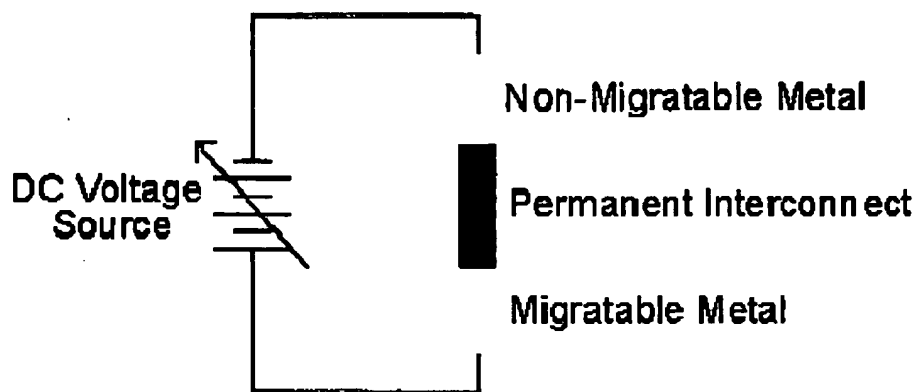 Non-Migratable Metal
DC Voltage
Source
Permanent Interconnect
Migratable Metal